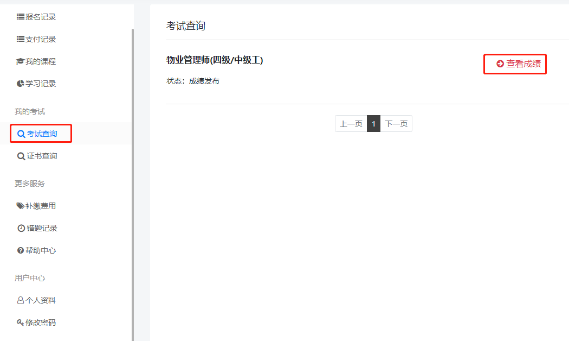 报名记录
支付记录
我的课程
学习记录
我的考试
考试查询
证书查询
更多服务
补缴费用
错题记录
帮助中心
用户中心
个人资料
修改密码
考试查询
物业管理师(四级/中级工)
查看成绩
状态：成绩发布
上一页 1 下一页